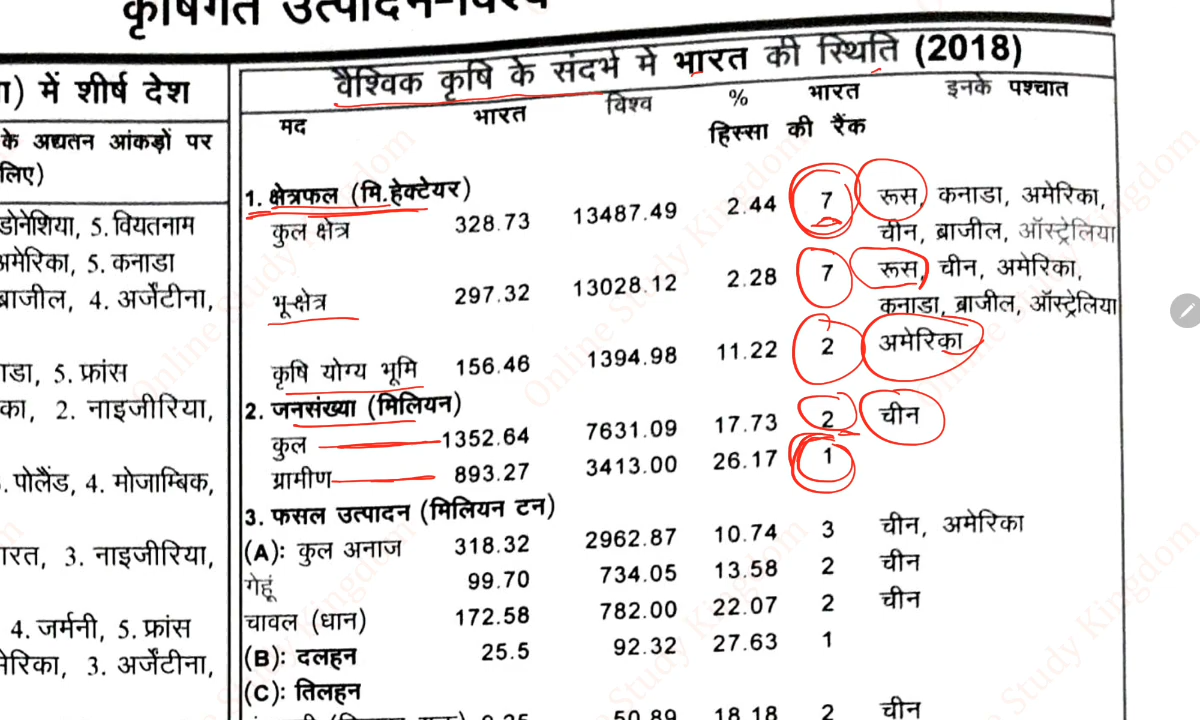 कृषिगत उत्पादन-विश्व
ा) में शीर्ष देश
के अद्यतन आंकड़ों पर
लिए)
डोनेशिया, 5. वियतनाम
अमेरिका, 5. कनाडा
ब्राजील, 4. अर्जेंटीना,
ाडा, 5. फ्रांस
का, 2. नाइजीरिया,
. पोलैंड, 4. मोजाम्बिक,
ारत, 3. नाइजीरिया,
4. जर्मनी, 5. फ्रांस
मेरिका, 3. अर्जेंटीना,
वैश्विक कृषि के संदर्भ मे भारत की स्थिति (2018)
मद भारत विश्व % हिस्सा भारत की रैंक इनके पश्चात
1. क्षेत्रफल (मि.हेक्टेयर)
कुल क्षेत्र 328.73 13487.49 2.44 7 रूस, कनाडा, अमेरिका,
चीन, ब्राजील, ऑस्ट्रेलिया
भू-क्षेत्र 297.32 13028.12 2.28 7 रूस, चीन, अमेरिका,
कनाडा, ब्राजील, ऑस्ट्रेलिया
कृषि योग्य भूमि 156.46 1394.98 11.22 2 अमेरिका
2. जनसंख्या (मिलियन)
कुल 1352.64 7631.09 17.73 2 चीन
ग्रामीण 893.27 3413.00 26.17 1
3. फसल उत्पादन (मिलियन टन)
(A): कुल अनाज 318.32 2962.87 10.74 3 चीन, अमेरिका
गेहूं 99.70 734.05 13.58 2 चीन
चावल (धान) 172.58 782.00 22.07 2 चीन
(B): दलहन 25.5 92.32 27.63 1
(C): तिलहन
50.89 18.18 2 चीन
Online Study Kingdom